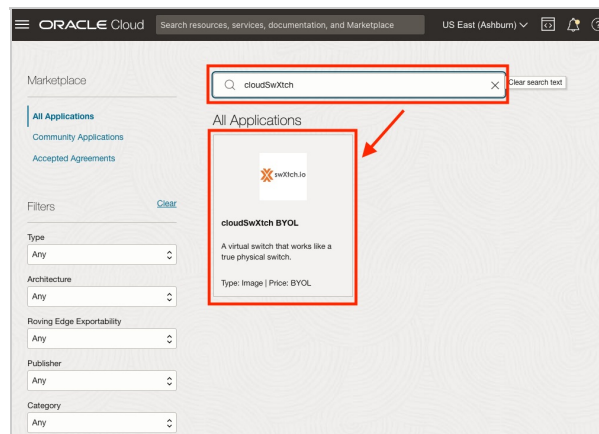 ORACLE Cloud
Search resources, services, documentation, and Marketplace
US East (Ashburn)
Marketplace
All Applications
Community Applications
Accepted Agreements
Filters
Clear
Type
Any
Architecture
Any
Roving Edge Exportability
Any
Publisher
Any
Category
Any
cloudSwXtch
Clear search text
All Applications
swXtch.io
cloudSwXtch BYOL
A virtual switch that works like a
true physical switch.
Type: Image | Price: BYOL